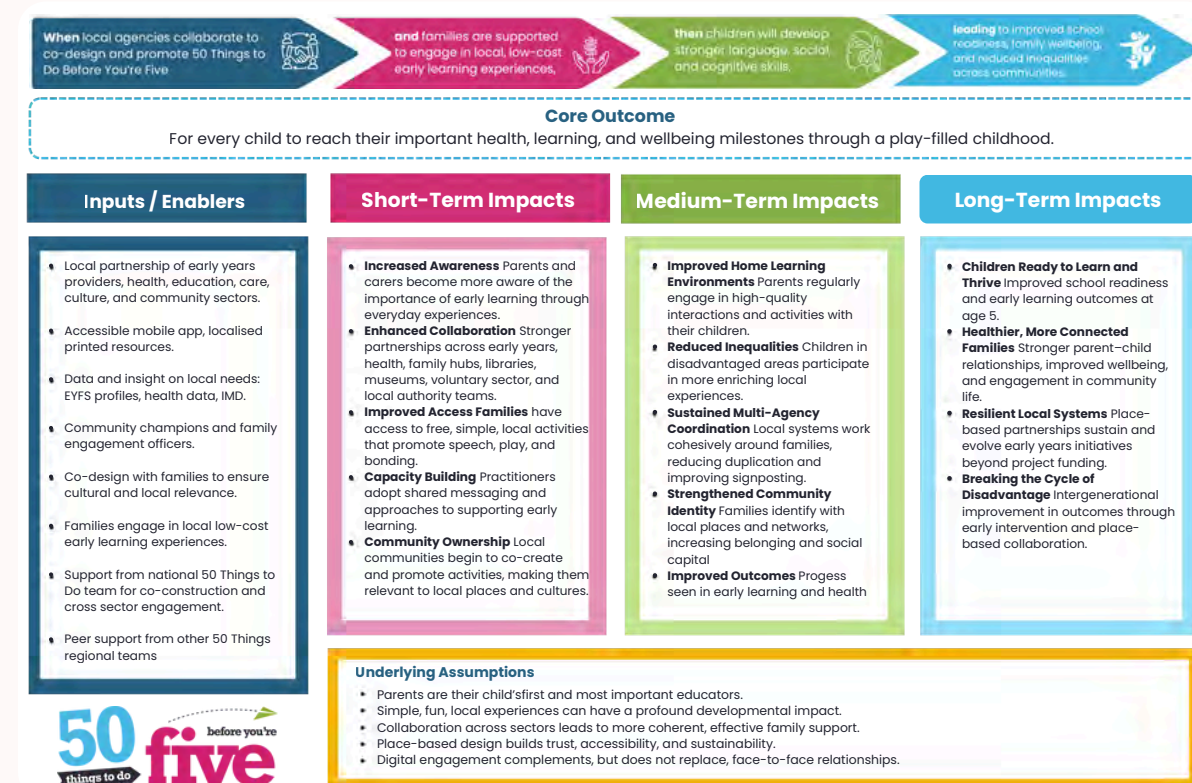 When local agencies collaborate to
co-design and promote 50 Things to
Do Before You're Five
and families are supported
to engage in local, low-cost
early learning experiences,
then children will develop
stronger language, social,
and cognitive skills,
leading to improved school
readiness, family wellbeing,
and reduced inequalities
across communities.
Core Outcome
For every child to reach their important health, learning, and wellbeing milestones through a play-filled childhood.
Inputs / Enablers
• Local partnership of early years
providers, health, education, care,
culture, and community sectors.
• Accessible mobile app, localised
printed resources.
• Data and insight on local needs:
EYFS profiles, health data, IMD.
• Community champions and family
engagement officers.
• Co-design with families to ensure
cultural and local relevance.
• Families engage in local low-cost
early learning experiences.
• Support from national 50 Things to
Do team for co-construction and
cross sector engagement.
• Peer support from other 50 Things
regional teams
Short-Term Impacts
• Increased Awareness Parents and
carers become more aware of the
importance of early learning through
everyday experiences.
• Enhanced Collaboration Stronger
partnerships across early years,
health, family hubs, libraries,
museums, voluntary sector, and
local authority teams.
• Improved Access Families have
access to free, simple, local activities
that promote speech, play, and
bonding.
• Capacity Building Practitioners
adopt shared messaging and
approaches to supporting early
learning.
• Community Ownership Local
communities begin to co-create
and promote activities, making them
relevant to local places and cultures.
Medium-Term Impacts
• Improved Home Learning
Environments Parents regularly
engage in high-quality
interactions and activities with
their children.
• Reduced Inequalities Children in
disadvantaged areas participate
in more enriching local
experiences.
• Sustained Multi-Agency
Coordination Local systems work
cohesively around families,
reducing duplication and
improving signposting.
• Strengthened Community
Identity Families identify with
local places and networks,
increasing belonging and social
capital
• Improved Outcomes Progess
seen in early learning and health
Long-Term Impacts
• Children Ready to Learn and
Thrive Improved school readiness
and early learning outcomes at
age 5.
• Healthier, More Connected
Families Stronger parent–child
relationships, improved wellbeing,
and engagement in community
life.
• Resilient Local Systems Place-
based partnerships sustain and
evolve early years initiatives
beyond project funding.
• Breaking the Cycle of
Disadvantage Intergenerational
improvement in outcomes through
early intervention and place-
based collaboration.
Underlying Assumptions
• Parents are their child'sfirst and most important educators.
• Simple, fun, local experiences can have a profound developmental impact.
• Collaboration across sectors leads to more coherent, effective family support.
• Place-based design builds trust, accessibility, and sustainability.
• Digital engagement complements, but does not replace, face-to-face relationships.
50
things to do
before you're
five